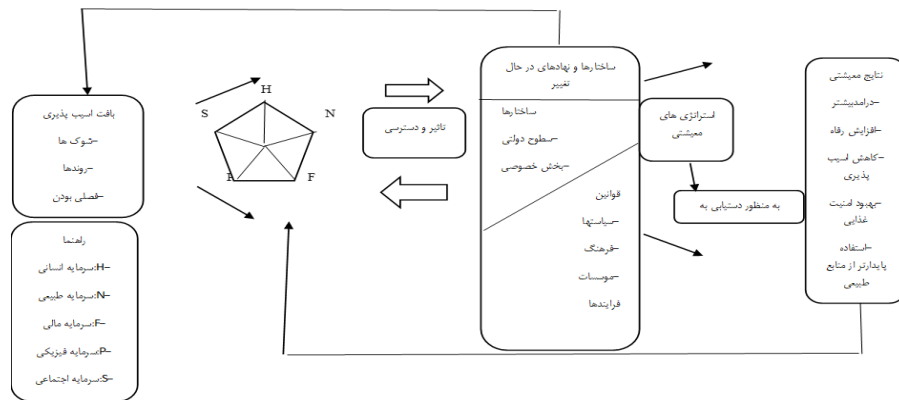 بافت اسیب پذیری
–شوک ها
–روندها
–فصلی بودن
راهنما
–H:سرمایه انسانی
–N:سرمایه طبیعی
–F:سرمایه مالی
–P:سرمایه فیزیکی
–S:سرمایه اجتماعی
H
S
N
P
F
تاثیر و دسترسی
ساختارها و نهادهای در حال
تغییر
ساختارها
–سطوح دولتی
–بخش خصوصی
قوانین
–سیاستها
–فرهنگ
–موسسات
فرایندها
استراتژی های
معیشتی
به منظور دستیابی به
نتایج معیشتی
–درامدبیشتر
–افزایش رفاه
–کاهش اسیب
پذیری
–بهبود امنیت
غذایی
–استفاده
پایدارتر از منابع
طبیعی